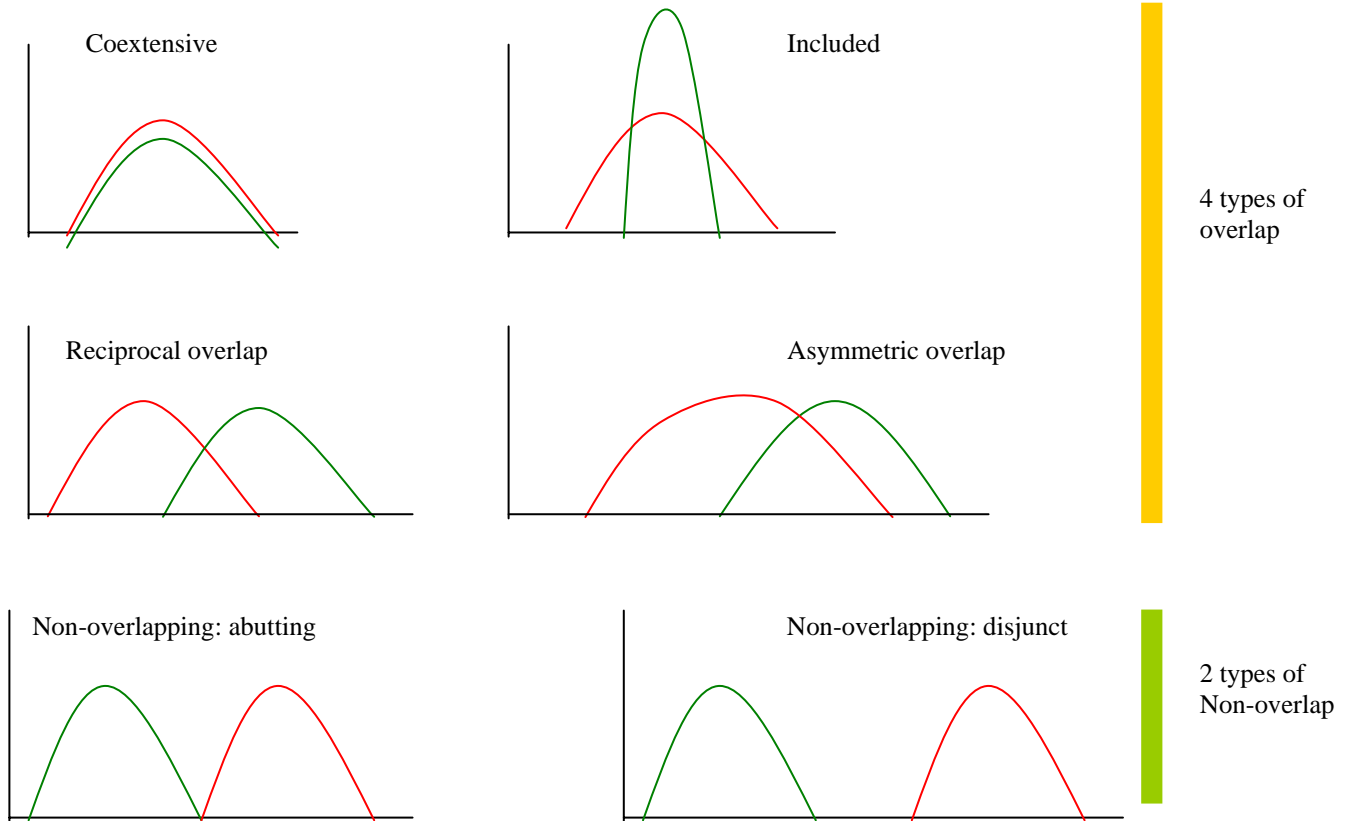 Coextensive
Included
4 types of
overlap
Reciprocal overlap
Asymmetric overlap
Non-overlapping: abutting
Non-overlapping: disjunct
2 types of
Non-overlap